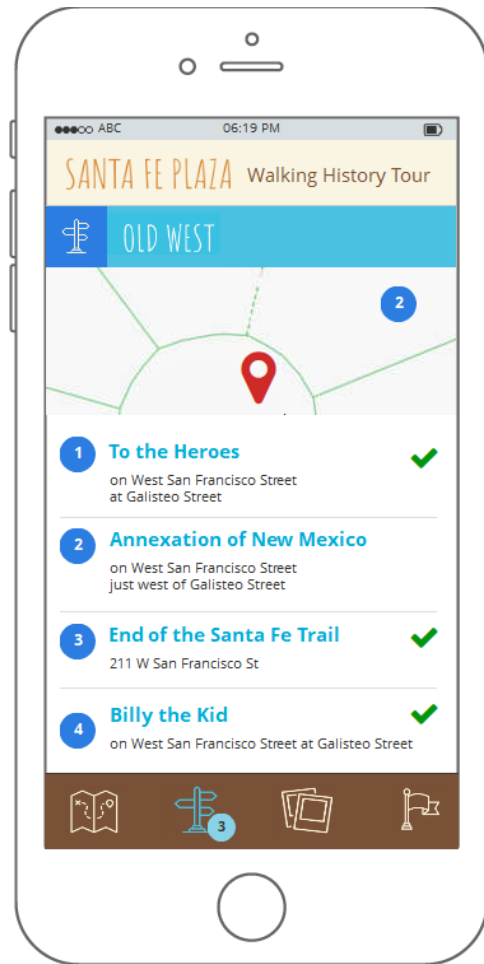 ABC 06:19 PM
SANTA FE PLAZA Walking History Tour
OLD WEST
2
1 To the Heroes
on West San Francisco Street
at Galisteo Street
2 Annexation of New Mexico
on West San Francisco Street
just west of Galisteo Street
3 End of the Santa Fe Trail
211 W San Francisco St
4 Billy the Kid
on West San Francisco Street at Galisteo Street
3